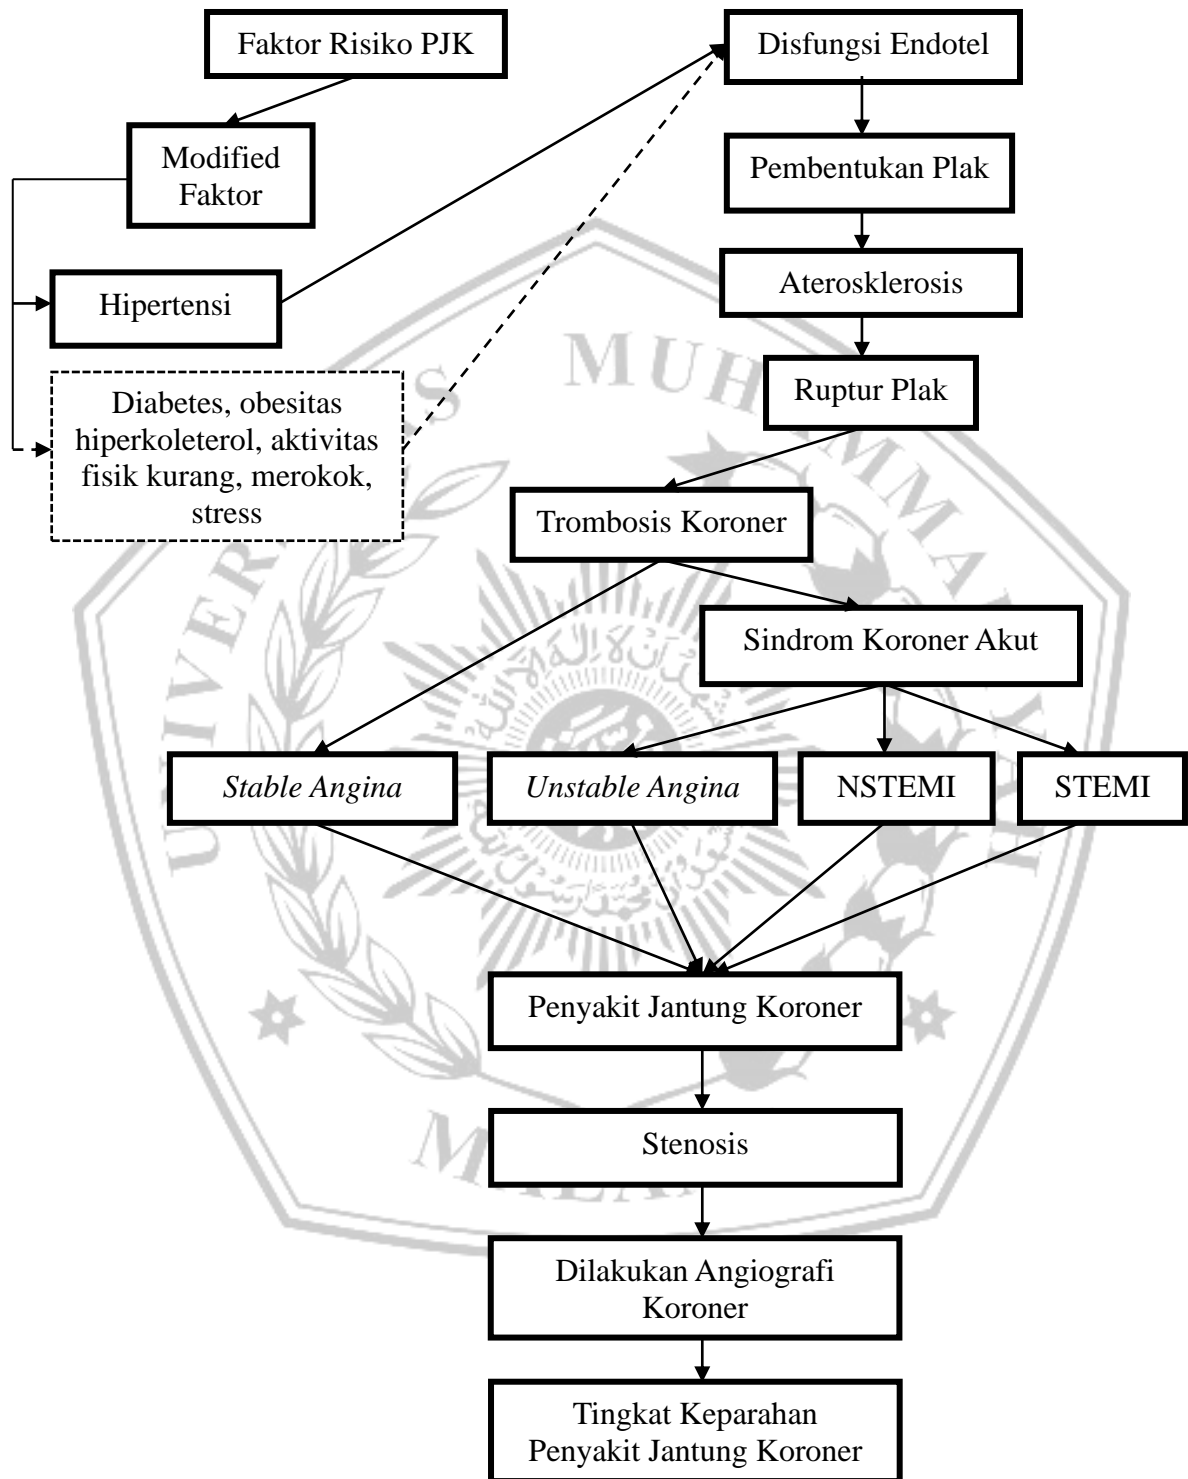 Faktor Risiko PJK
Modified
Faktor
Hipertensi
Diabetes, obesitas
hiperkoleterol, aktivitas
fisik kurang, merokok,
stress
Disfungsi Endotel
Pembentukan Plak
Aterosklerosis
Ruptur Plak
Trombosis Koroner
Sindrom Koroner Akut
Stable Angina
Unstable Angina
NSTEMI
STEMI
Penyakit Jantung Koroner
Stenosis
Dilakukan Angiografi
Koroner
Tingkat Keparahan
Penyakit Jantung Koroner